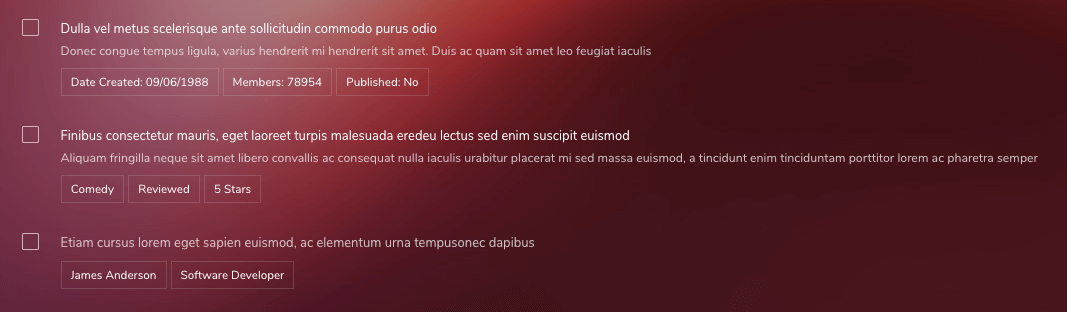 Dulla vel metus scelerisque ante sollicitudin commodo purus odio
Donec congue tempus ligula, varius hendrerit mi hendrerit sit amet. Duis ac quam sit amet leo feugiat iaculis
Date Created: 09/06/1988 Members: 78954 Published: No
Finibus consectetur mauris, eget laoreet turpis malesuada eredeu lectus sed enim suscipit euismod
Aliquam fringilla neque sit amet libero convallis ac consequat nulla iaculis urabitur placerat mi sed massa euismod, a tincidunt enim tinciduntam porttitor lorem ac pharetra semper
Comedy Reviewed 5 Stars
Etiam cursus lorem eget sapien euismod, ac elementum urna tempusonec dapibus
James Anderson Software Developer